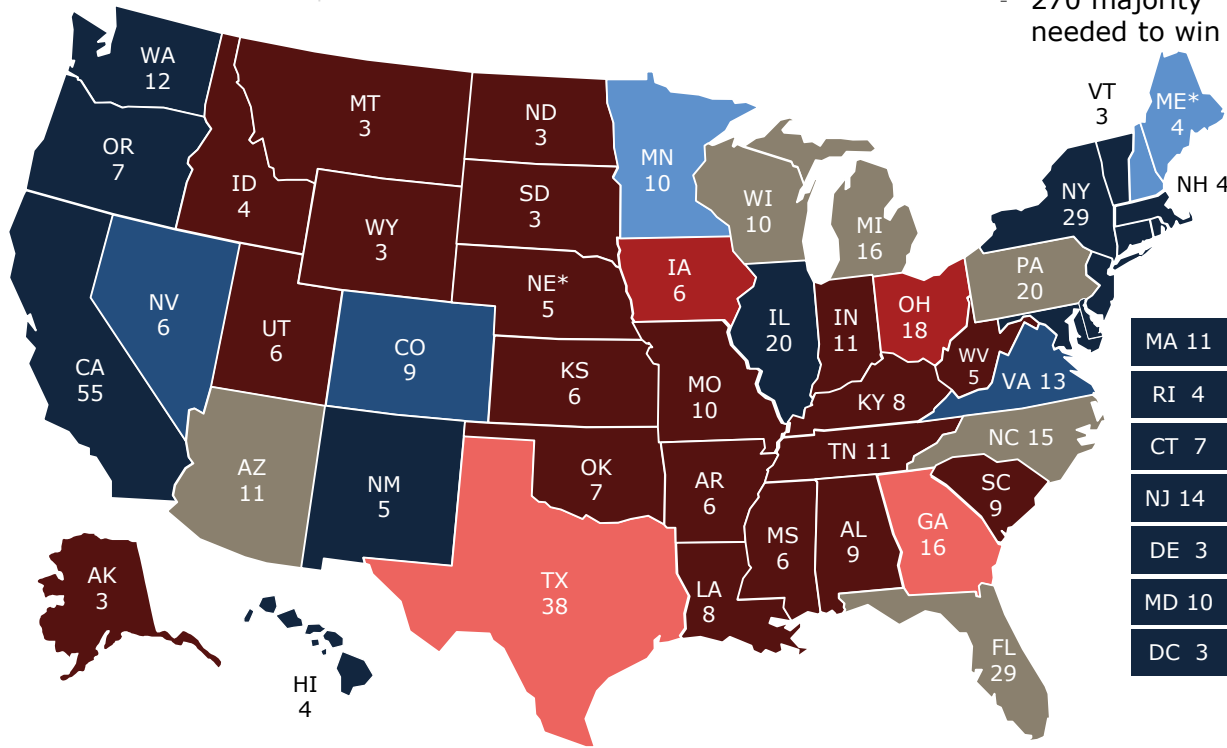 - 270 majority
needed to win
WA
12
OR
7
CA
55
NV
6
ID
4
MT
3
WY
3
UT
6
AZ
11
CO
9
NM
5
ND
3
SD
3
NE*
5
KS
6
OK
7
TX
38
MN
10
IA
6
MO
10
AR
6
LA
8
WI
10
IL
20
MI
16
IN
11
OH
18
KY 8
TN 11
MS
6
AL
9
GA
16
FL
29
SC
9
NC 15
VA 13
WV
5
PA
20
NY
29
VT
3
ME*
4
NH 4
MA 11
RI 4
CT 7
NJ 14
DE 3
MD 10
DC 3
AK
3
HI
4